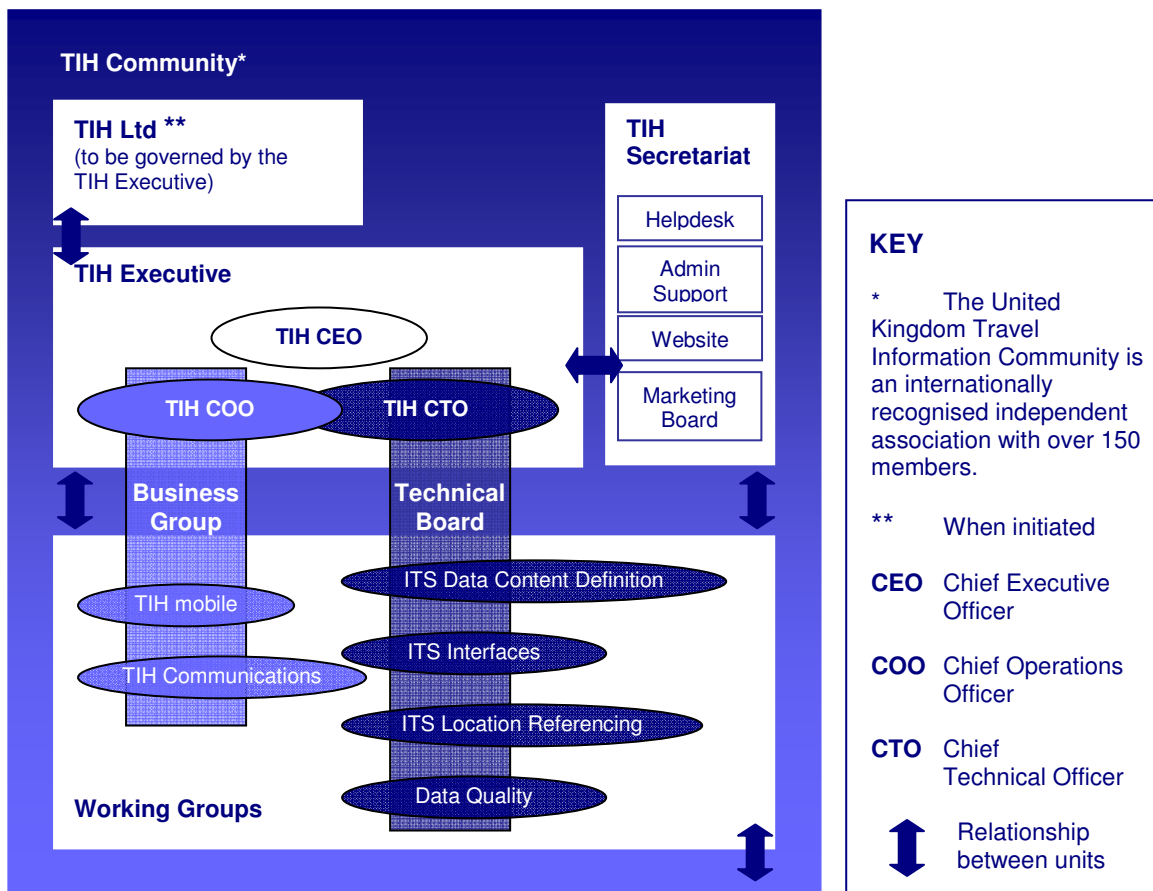 TIH Community*
TIH Ltd **
(to be governed by the
TIH Executive)
TIH
Secretariat
Helpdesk
Admin
Support
Website
Marketing
Board
TIH Executive
TIH CEO
TIH COO
TIH CTO
Business
Group
Technical
Board
TIH mobile
TIH Communications
ITS Data Content Definition
ITS Interfaces
ITS Location Referencing
Data Quality
Working Groups
KEY
* The United
Kingdom Travel
Information Community is
an internationally
recognised independent
association with over 150
members.
** When initiated
CEO Chief Executive
Officer
COO Chief Operations
Officer
CTO Chief
Technical Officer
Relationship
between units